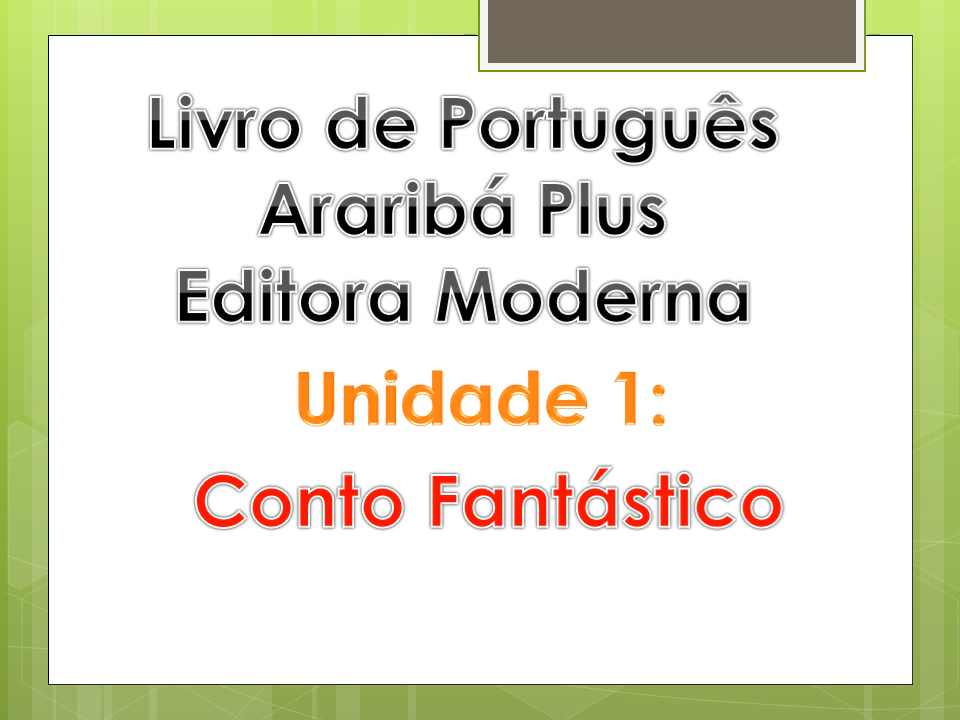 Livro de Português
Araribá Plus
Editora Moderna
Unidade 1:
Conto Fantástico